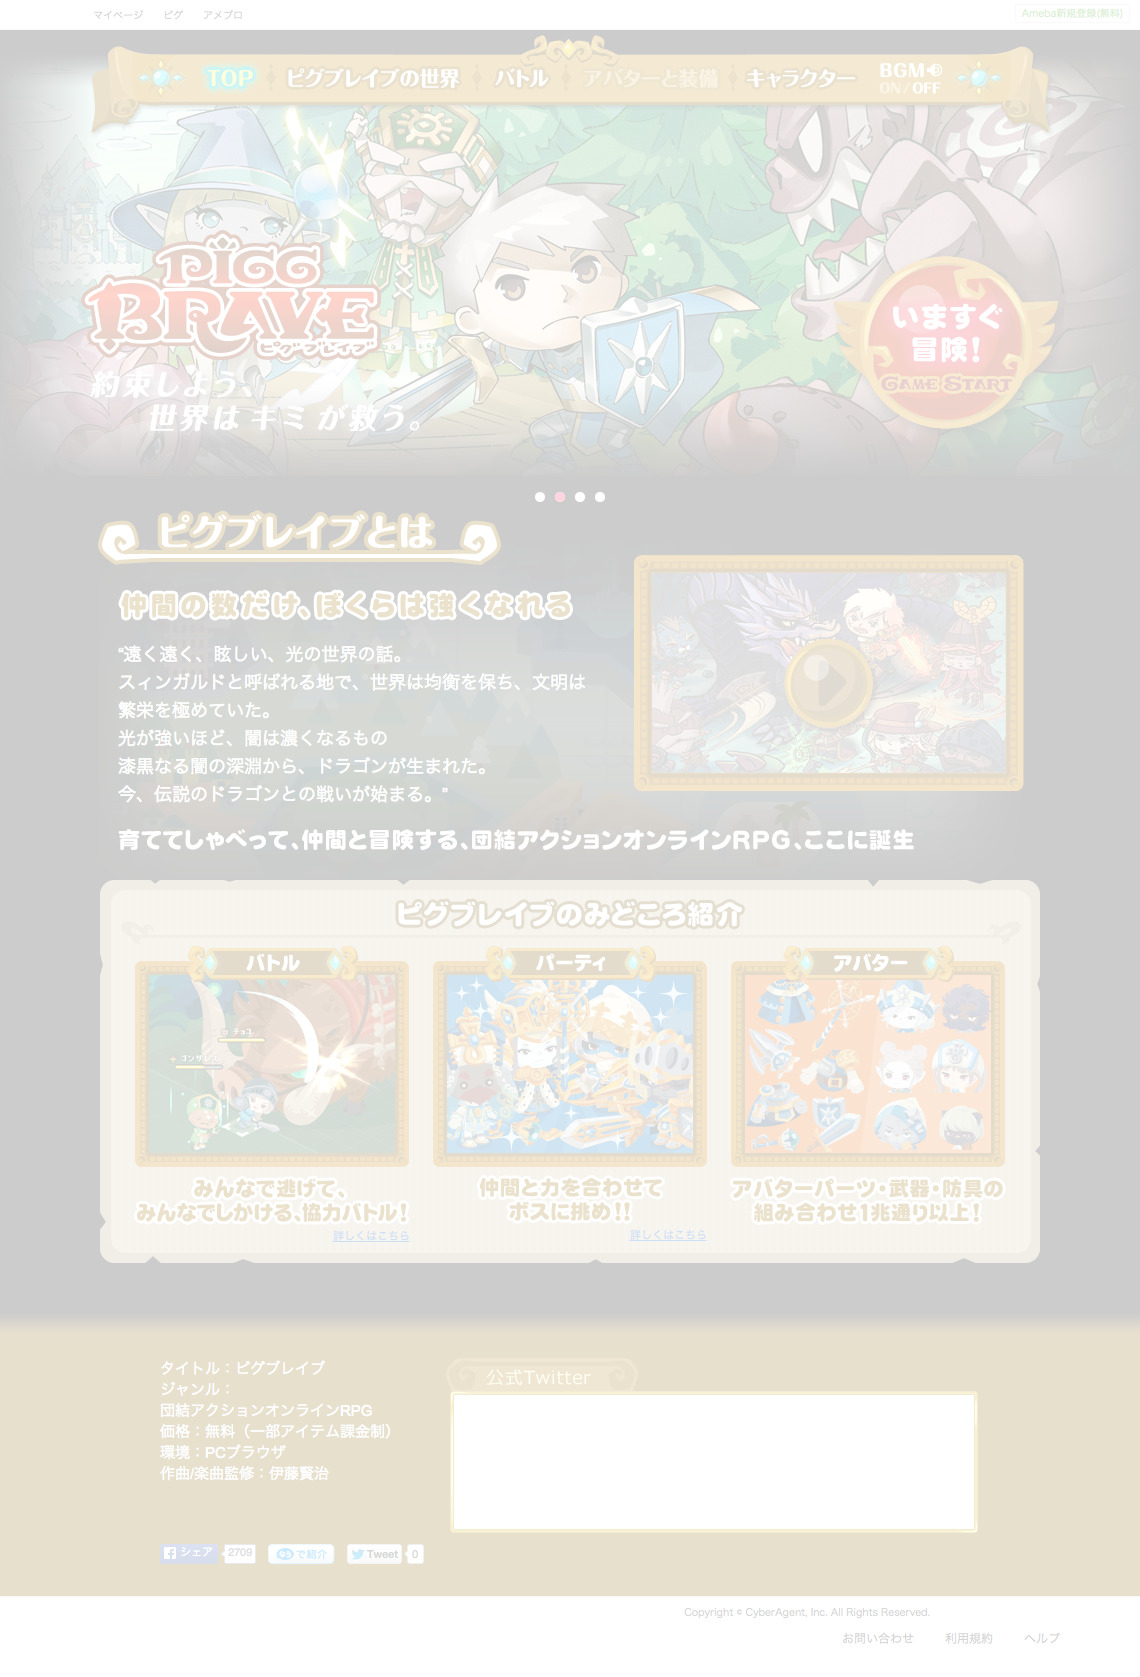 マイページ ピグ アメブロ
Ameba新規登録(無料)
TOP ピグブレイブの世界 バトル アバターと装備 キャラクター BGM
ON / OFF
PIGG
BRAVE
ピグブレイブ
約束しよう、
世界は キミ が救う。
いますぐ
冒険!
GAME START
ピグブレイブとは
仲間の数だけ、ぼくらは強くなれる
“遠く遠く、眩しい、光の世界の話。
スィンガルドと呼ばれる地で、世界は均衡を保ち、文明は
繁栄を極めていた。
光が強いほど、闇は濃くなるもの
漆黒なる闇の深淵から、ドラゴンが生まれた。
今、伝説のドラゴンとの戦いが始まる。”
育ててしゃべって、仲間と冒険する、団結アクションオンラインRPG、ここに誕生
ピグブレイブのみどころ紹介
バトル
チョコ
みんなで逃げて、
みんなでしかける、協力バトル!
詳しくはこちら
パーティ
仲間と力を合わせて
ボスに挑め!!
詳しくはこちら
アバター
アバターパーツ・武器・防具の
組み合わせ1兆通り以上!
タイトル：ピグブレイブ
ジャンル：
団結アクションオンラインRPG
価格：無料（一部アイテム課金制）
環境：PCブラウザ
作曲/楽曲監修：伊藤賢治
公式Twitter
シェア 2709 で紹介 Tweet 0
Copyright © CyberAgent, Inc. All Rights Reserved.
お問い合わせ 利用規約 ヘルプ